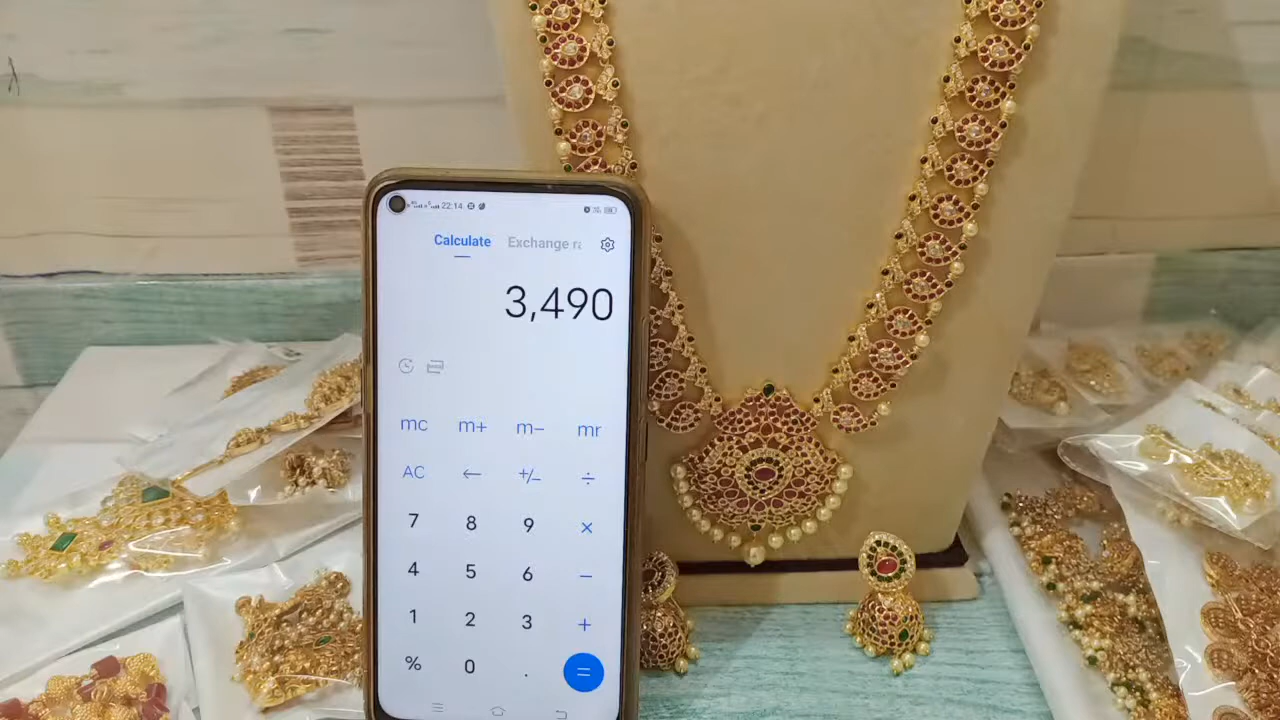 22:14
Calculate Exchange ra
3,490
mc m+ m– mr
AC ← +/– ÷
7 8 9 ×
4 5 6 –
1 2 3 +
% 0 . =